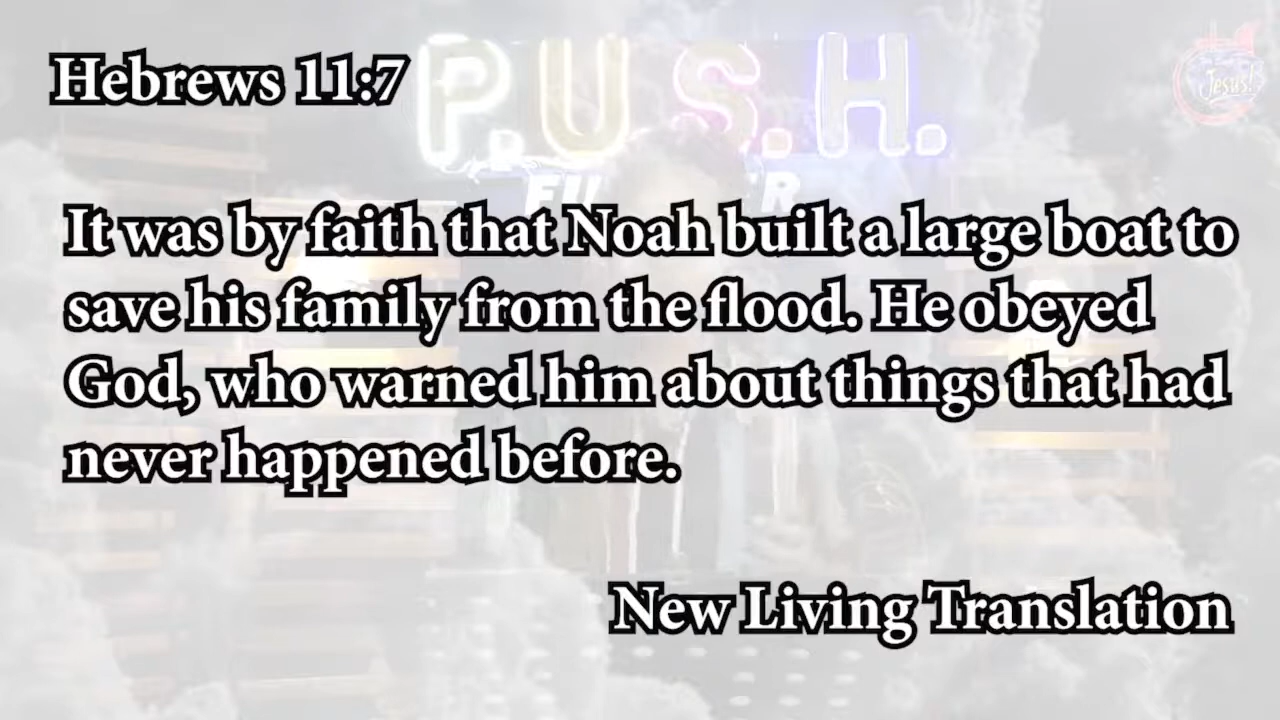 P.U.S.H.
Jesus!
Hebrews 11:7
It was by faith that Noah built a large boat to
save his family from the flood. He obeyed
God, who warned him about things that had
never happened before.
New Living Translation